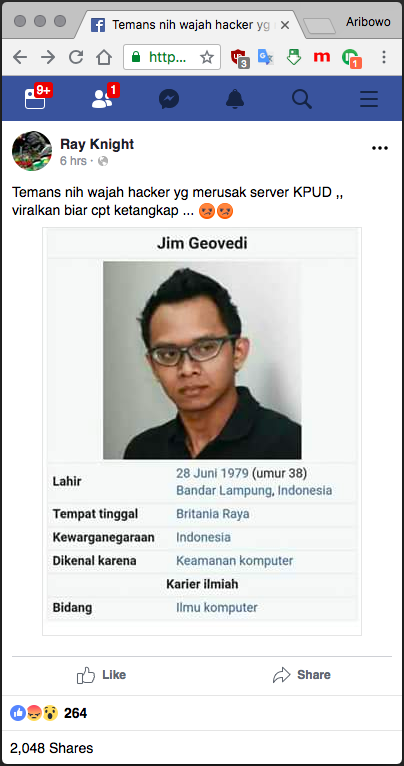 Temans nih wajah hacker yg
Aribowo
http...
3
1
9+
1
Ray Knight
6 hrs ·
Temans nih wajah hacker yg merusak server KPUD ,,
viralkan biar cpt ketangkap ...
Jim Geovedi
Lahir
28 Juni 1979 (umur 38)
Bandar Lampung, Indonesia
Tempat tinggal Britania Raya
Kewarganegaraan Indonesia
Dikenal karena Keamanan komputer
Karier ilmiah
Bidang Ilmu komputer
Like Share
264
2,048 Shares